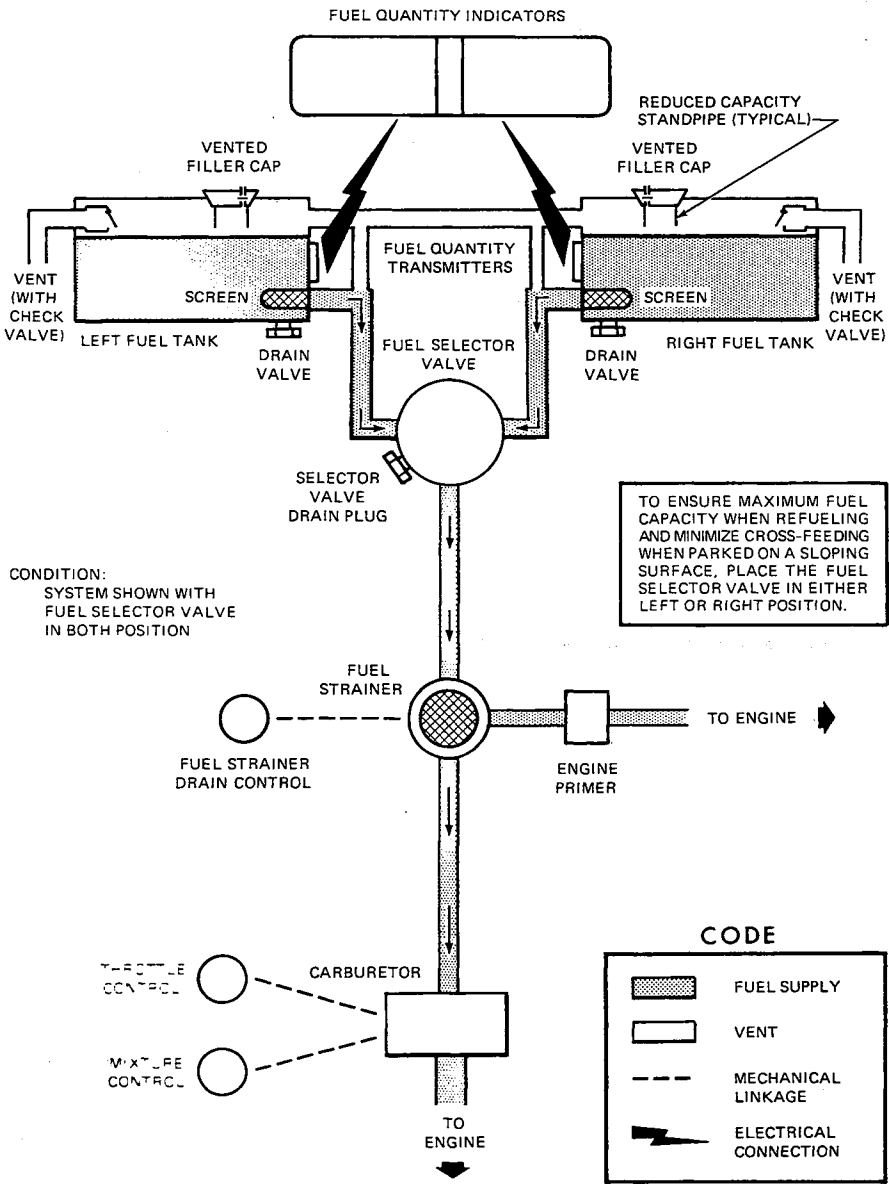 FUEL QUANTITY INDICATORS
REDUCED CAPACITY
STANDPIPE (TYPICAL)
VENTED
FILLER CAP
VENTED
FILLER CAP
VENT
(WITH
CHECK
VALVE)
FUEL QUANTITY
TRANSMITTERS
VENT
(WITH
CHECK
VALVE)
SCREEN
SCREEN
LEFT FUEL TANK
DRAIN
VALVE
FUEL SELECTOR
VALVE
DRAIN
VALVE
RIGHT FUEL TANK
SELECTOR
VALVE
DRAIN PLUG
TO ENSURE MAXIMUM FUEL
CAPACITY WHEN REFUELING
AND MINIMIZE CROSS-FEEDING
WHEN PARKED ON A SLOPING
SURFACE, PLACE THE FUEL
SELECTOR VALVE IN EITHER
LEFT OR RIGHT POSITION.
CONDITION:
SYSTEM SHOWN WITH
FUEL SELECTOR VALVE
IN BOTH POSITION
FUEL
STRAINER
TO ENGINE
FUEL STRAINER
DRAIN CONTROL
ENGINE
PRIMER
THROTTLE
CONTROL
CARBURETOR
MIXTURE
CONTROL
TO
ENGINE
CODE
FUEL SUPPLY
VENT
MECHANICAL
LINKAGE
ELECTRICAL
CONNECTION